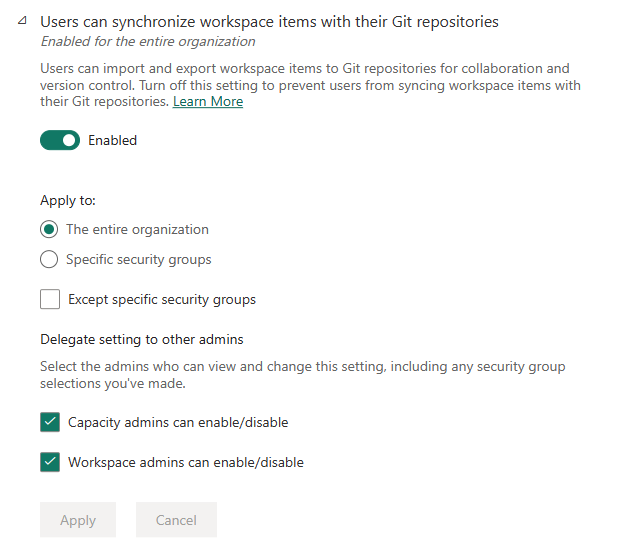 Users can synchronize workspace items with their Git repositories
Enabled for the entire organization
Users can import and export workspace items to Git repositories for collaboration and
version control. Turn off this setting to prevent users from syncing workspace items with
their Git repositories. Learn More
Enabled
Apply to:
The entire organization
Specific security groups
Except specific security groups
Delegate setting to other admins
Select the admins who can view and change this setting, including any security group
selections you've made.
Capacity admins can enable/disable
Workspace admins can enable/disable
Apply Cancel